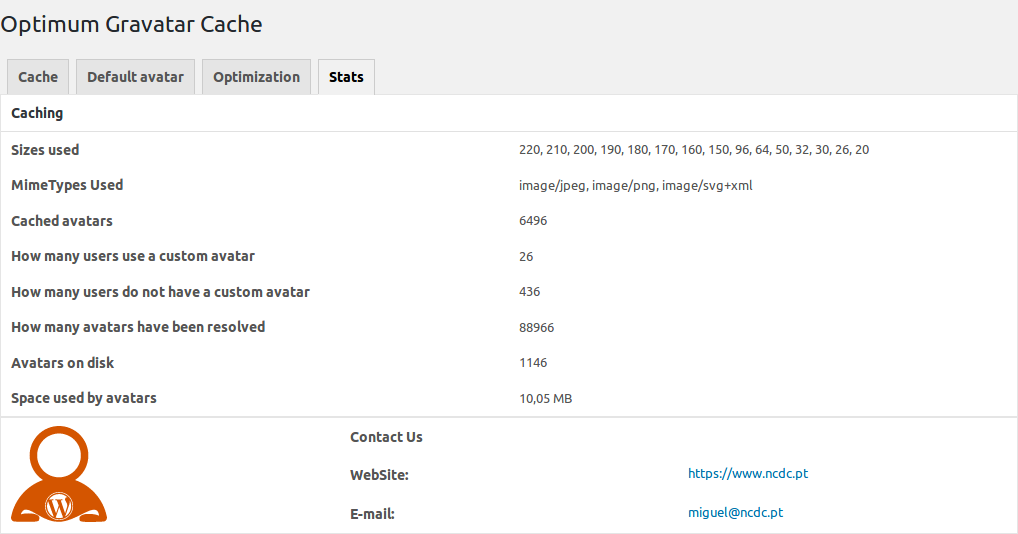 Optimum Gravatar Cache
Cache Default avatar Optimization Stats
Caching
Sizes used 220, 210, 200, 190, 180, 170, 160, 150, 96, 64, 50, 32, 30, 26, 20
MimeTypes Used image/jpeg, image/png, image/svg+xml
Cached avatars 6496
How many users use a custom avatar 26
How many users do not have a custom avatar 436
How many avatars have been resolved 88966
Avatars on disk 1146
Space used by avatars 10,05 MB
Contact Us
WebSite: https://www.ncdc.pt
E-mail: miguel@ncdc.pt